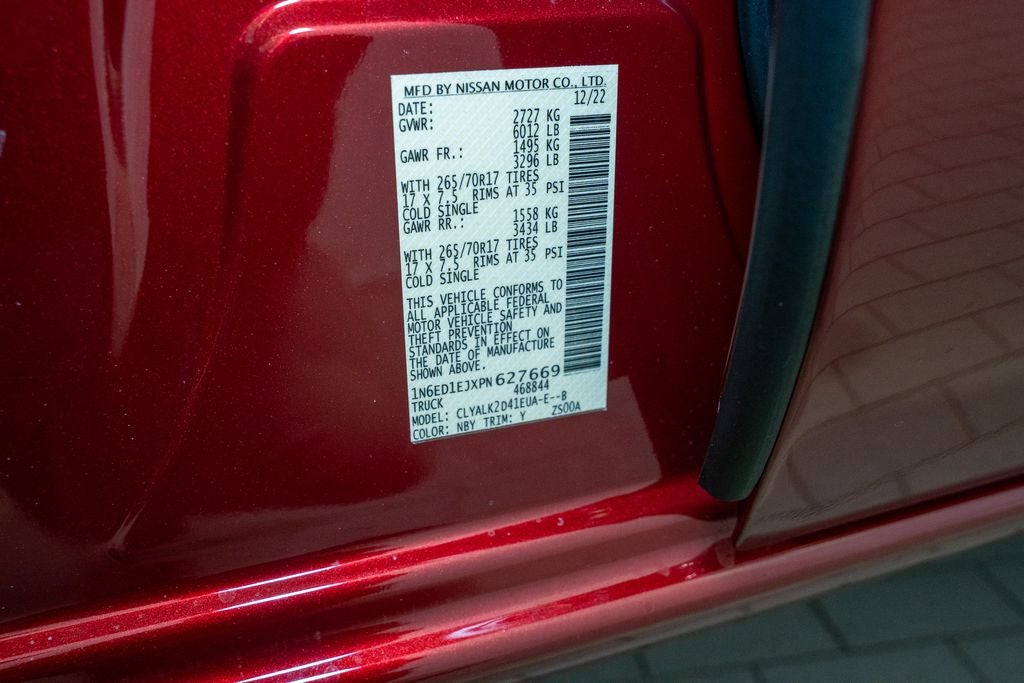 MFD BY NISSAN MOTOR CO., LTD.
DATE: 12/22
GVWR: 2727 KG
6012 LB
GAWR FR.: 1495 KG
3296 LB
WITH 265/70R17 TIRES
17 X 7.5 RIMS AT 35 PSI
COLD SINGLE
GAWR RR.: 1558 KG
3434 LB
WITH 265/70R17 TIRES
17 X 7.5 RIMS AT 35 PSI
COLD SINGLE
THIS VEHICLE CONFORMS TO
ALL APPLICABLE FEDERAL
MOTOR VEHICLE SAFETY AND
THEFT PREVENTION
STANDARDS IN EFFECT ON
THE DATE OF MANUFACTURE
SHOWN ABOVE.
1N6ED1EJXPN627669
TRUCK 468844
MODEL: CLYALK2D41EUA-E--B
COLOR: NBY TRIM: Y ZS00A